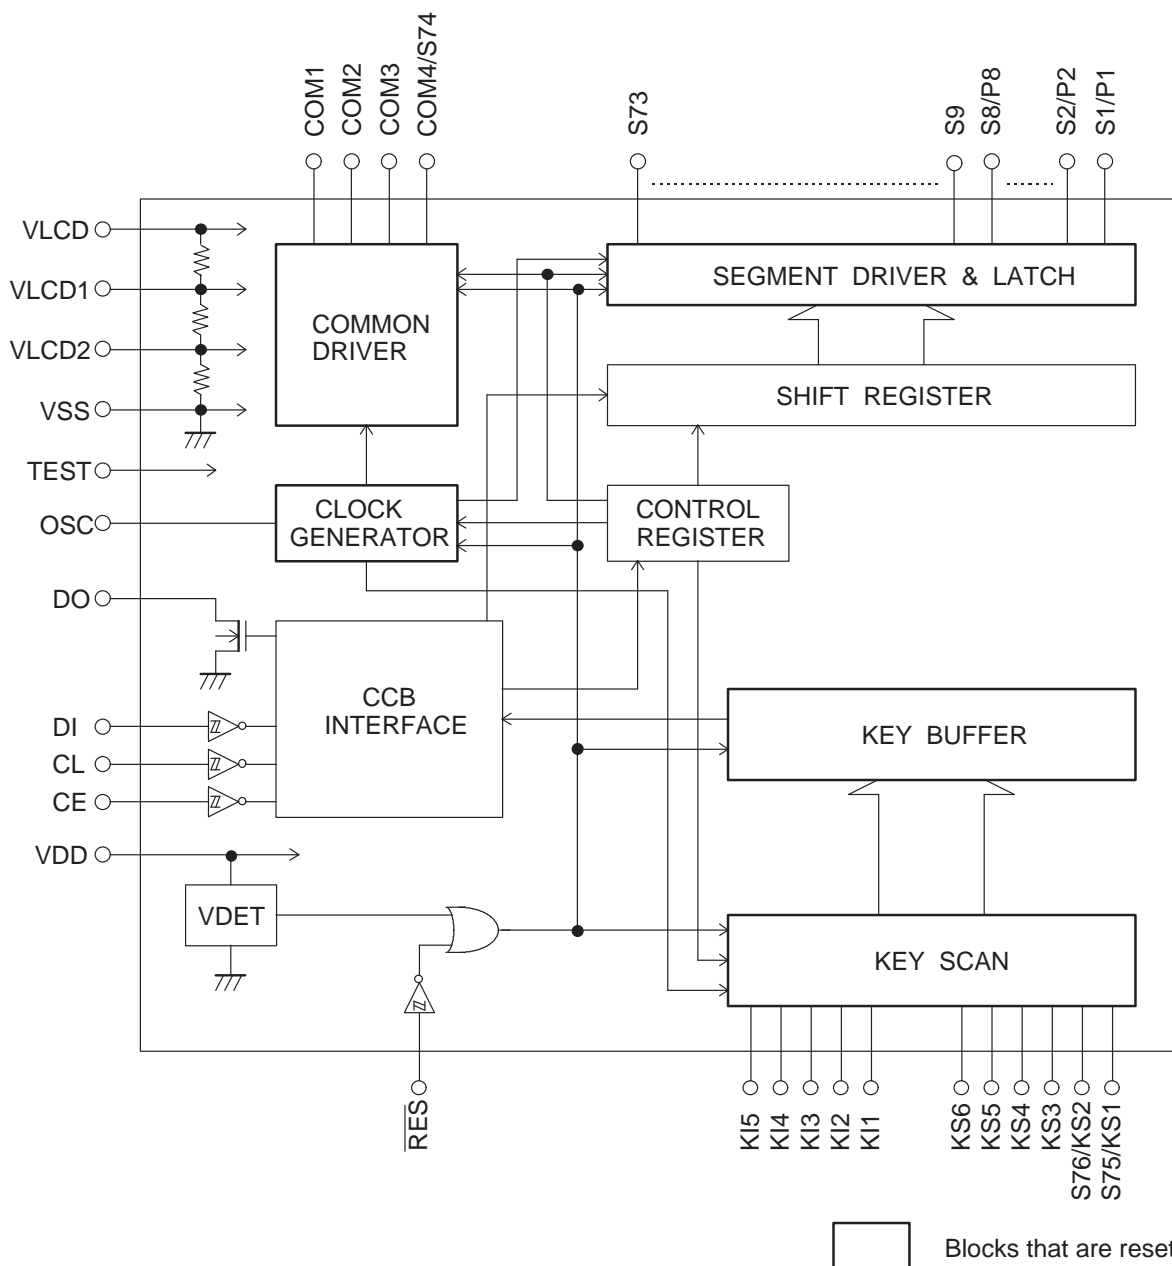 COM1
COM2
COM3
COM4/S74
S73
S9
S8/P8
S2/P2
S1/P1
VLCD
VLCD1
VLCD2
VSS
TEST
OSC
DO
DI
CL
CE
VDD
COMMON
DRIVER
SEGMENT DRIVER & LATCH
SHIFT REGISTER
CLOCK
GENERATOR
CONTROL
REGISTER
CCB
INTERFACE
KEY BUFFER
VDET
KEY SCAN
RES
KI5
KI4
KI3
KI2
KI1
KS6
KS5
KS4
KS3
S76/KS2
S75/KS1
Blocks that are reset